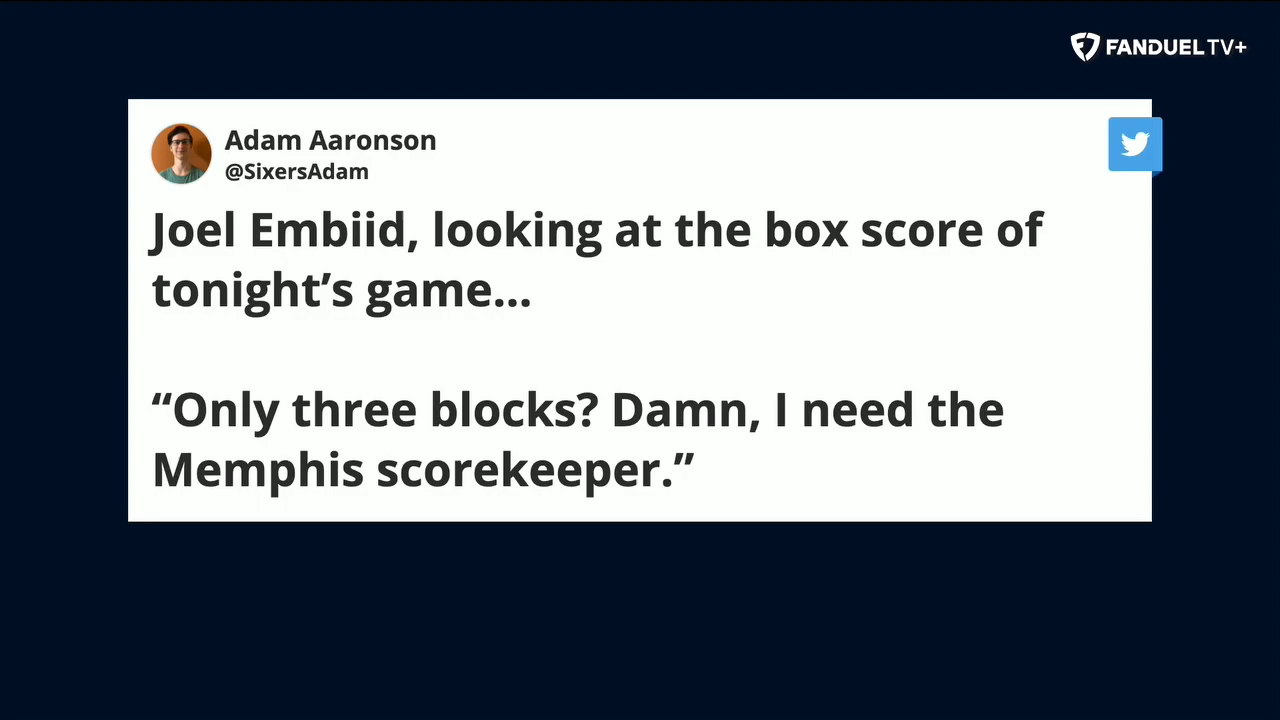 FANDUEL TV+
Adam Aaronson
@SixersAdam
Joel Embiid, looking at the box score of
tonight’s game...
“Only three blocks? Damn, I need the
Memphis scorekeeper.”